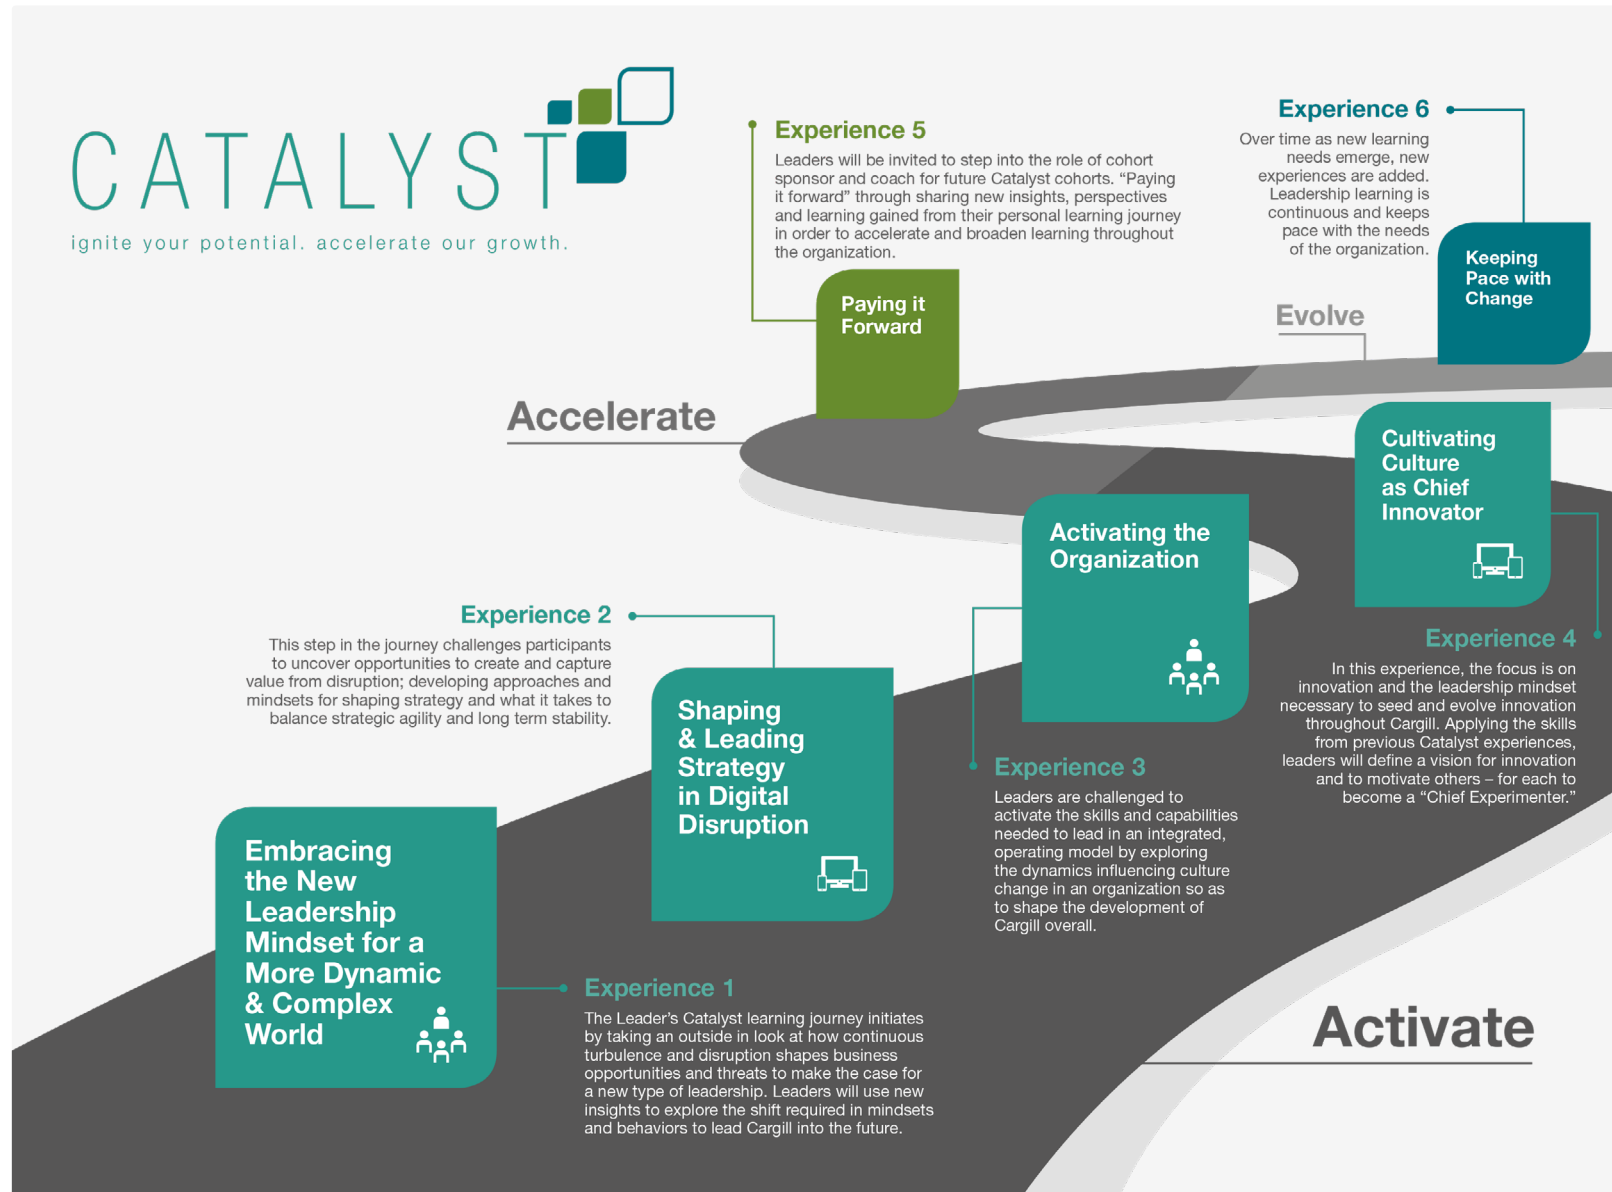 CATALYST
ignite your potential. accelerate our growth.
Experience 5
Leaders will be invited to step into the role of cohort
sponsor and coach for future Catalyst cohorts. “Paying
it forward” through sharing new insights, perspectives
and learning gained from their personal learning journey
in order to accelerate and broaden learning throughout
the organization.
Paying it
Forward
Experience 6
Over time as new learning
needs emerge, new
experiences are added.
Leadership learning is
continuous and keeps
pace with the needs
of the organization.
Keeping
Pace with
Change
Evolve
Accelerate
Cultivating
Culture
as Chief
Innovator
Activating the
Organization
Experience 2
This step in the journey challenges participants
to uncover opportunities to create and capture
value from disruption; developing approaches and
mindsets for shaping strategy and what it takes to
balance strategic agility and long term stability.
Shaping
& Leading
Strategy
in Digital
Disruption
Experience 4
In this experience, the focus is on
innovation and the leadership mindset
necessary to seed and evolve innovation
throughout Cargill. Applying the skills
from previous Catalyst experiences,
leaders will define a vision for innovation
and to motivate others – for each to
become a “Chief Experimenter.”
Experience 3
Leaders are challenged to
activate the skills and capabilities
needed to lead in an integrated,
operating model by exploring
the dynamics influencing culture
change in an organization so as
to shape the development of
Cargill overall.
Embracing
the New
Leadership
Mindset for a
More Dynamic
& Complex
World
Experience 1
The Leader’s Catalyst learning journey initiates
by taking an outside in look at how continuous
turbulence and disruption shapes business
opportunities and threats to make the case for
a new type of leadership. Leaders will use new
insights to explore the shift required in mindsets
and behaviors to lead Cargill into the future.
Activate